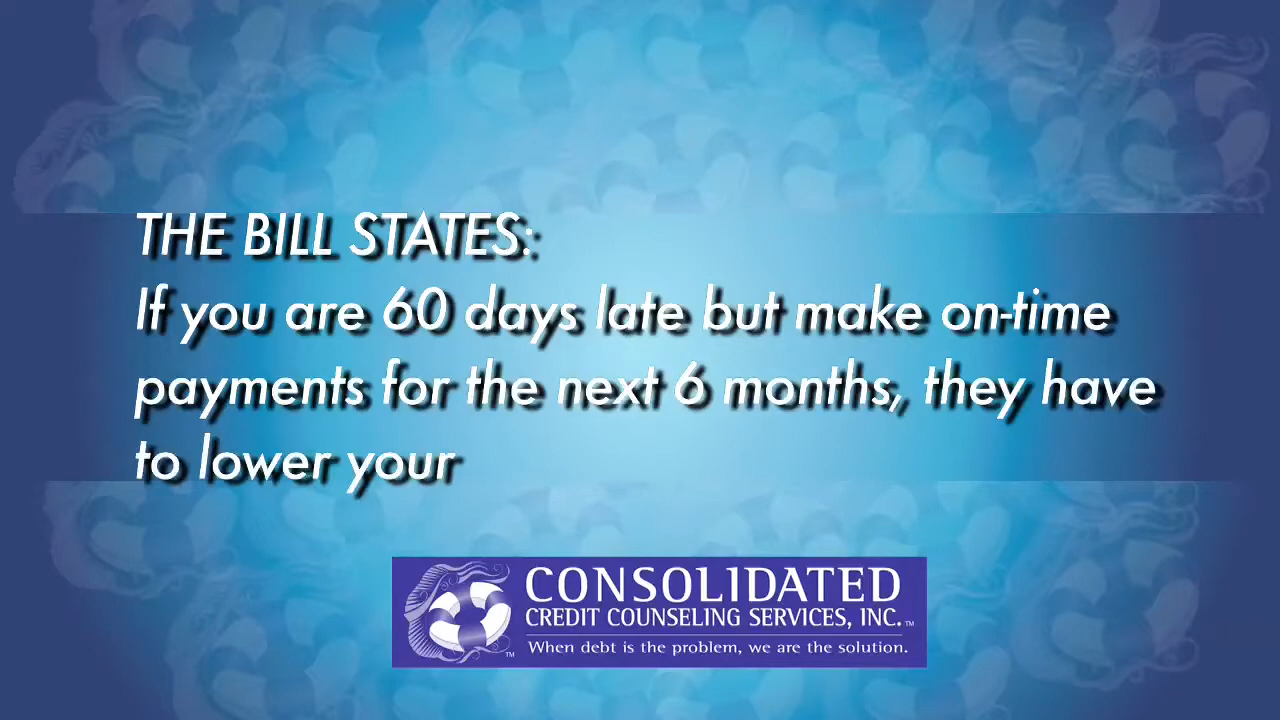 THE BILL STATES:
If you are 60 days late but make on-time
payments for the next 6 months, they have
to lower your
CONSOLIDATED
CREDIT COUNSELING SERVICES, INC.™
When debt is the problem, we are the solution.
™